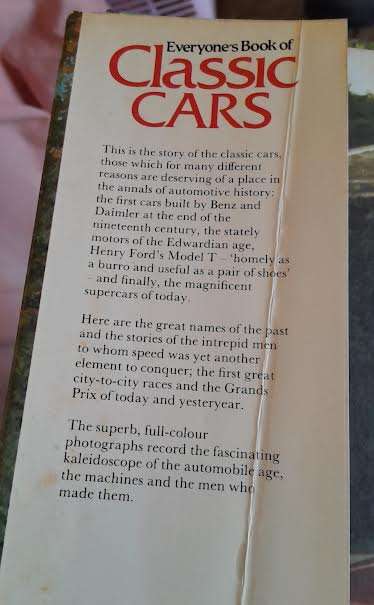 Everyone's Book of
Classic
CARS
This is the story of the classic cars,
those which for many different
reasons are deserving of a place in
the annals of automotive history:
the first cars built by Benz and
Daimler at the end of the
nineteenth century, the stately
motors of the Edwardian age,
Henry Ford's Model T – 'homely as
a burro and useful as a pair of shoes'
– and finally, the magnificent
supercars of today.
Here are the great names of the past
and the stories of the intrepid men
to whom speed was yet another
element to conquer; the first great
city-to-city races and the Grands
Prix of today and yesteryear.
The superb, full-colour
photographs record the fascinating
kaleidoscope of the automobile age,
the machines and the men who
made them.